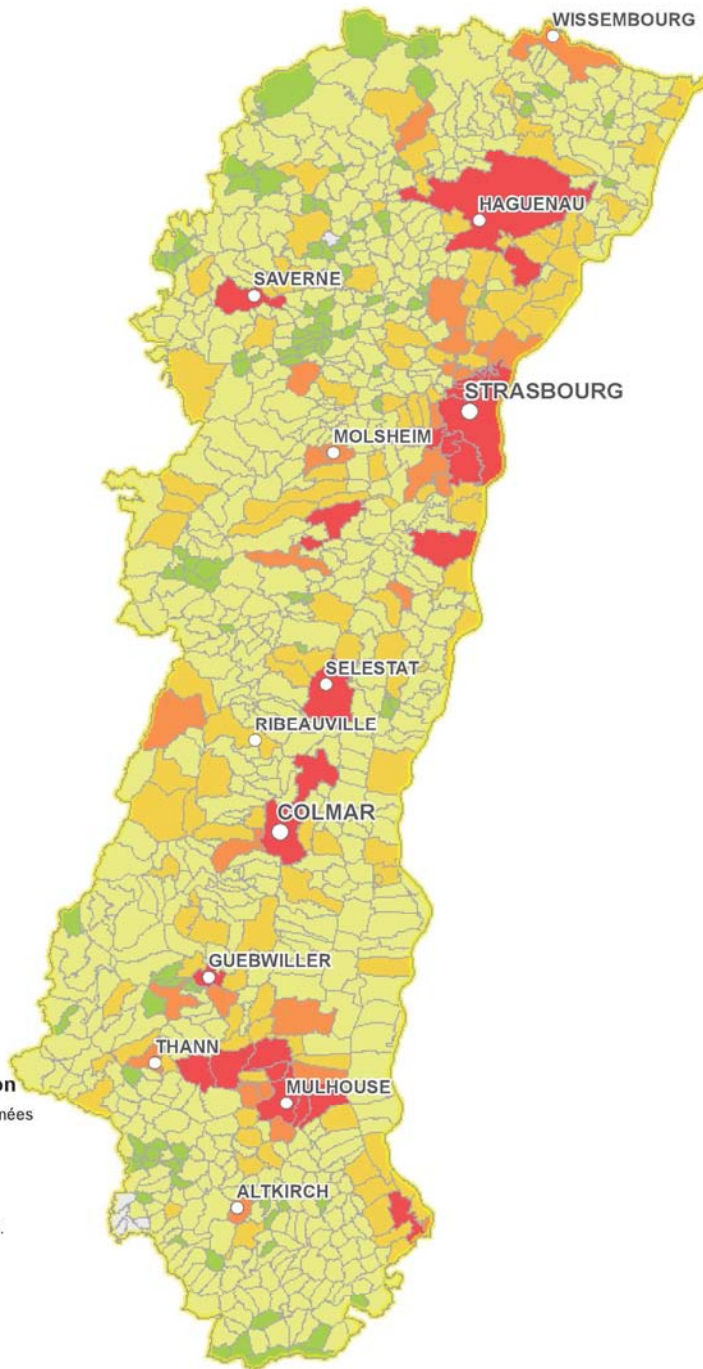 WISSEMBOURG
HAGUENAU
SAVERNE
STRASBOURG
MOLSHEIM
SELESTAT
RIBEAUVILLE
COLMAR
GUEBWILLER
THANN
on
nées
MULHOUSE
ALTKIRCH
.